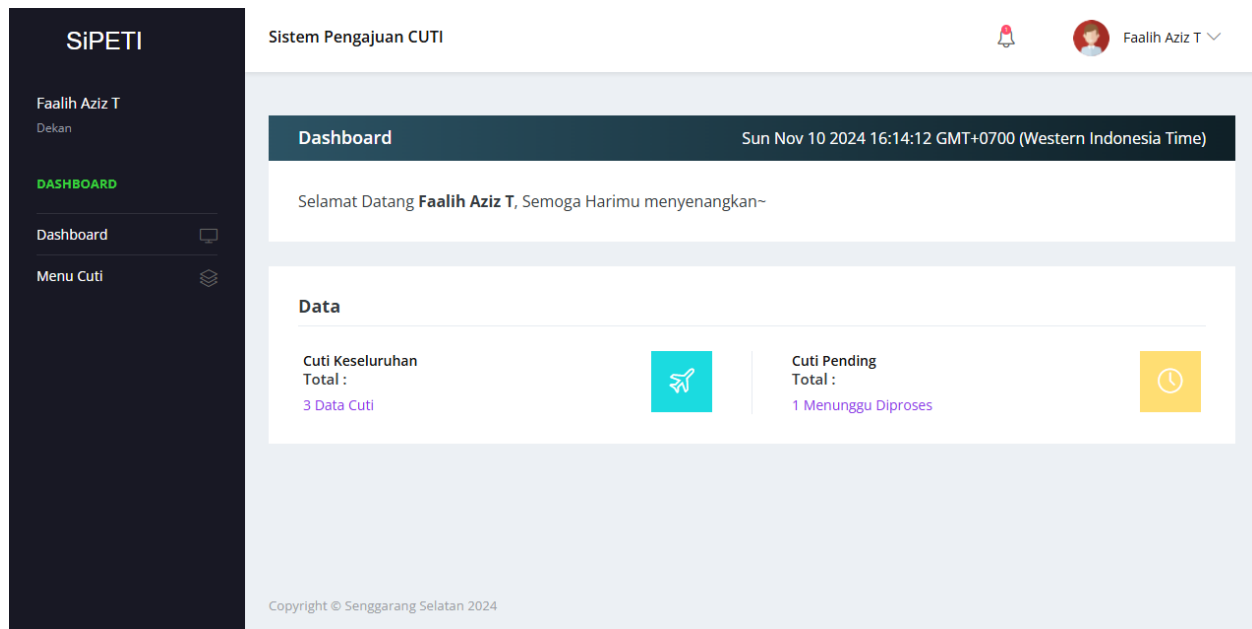 SiPETI
Sistem Pengajuan CUTI
1
Faalih Aziz T
Faalih Aziz T
Dekan
DASHBOARD
Dashboard
Menu Cuti
Dashboard
Sun Nov 10 2024 16:14:12 GMT+0700 (Western Indonesia Time)
Selamat Datang Faalih Aziz T, Semoga Harimu menyenangkan~
Data
Cuti Keseluruhan
Total :
3 Data Cuti
Cuti Pending
Total :
1 Menunggu Diproses
Copyright © Senggarang Selatan 2024